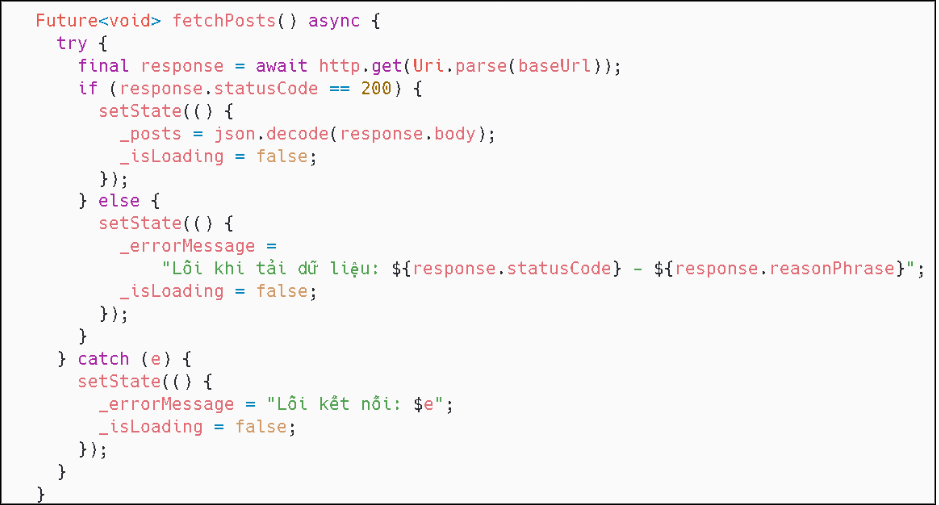 Future<void> fetchPosts() async {
  try {
    final response = await http.get(Uri.parse(baseUrl));
    if (response.statusCode == 200) {
      setState(() {
        _posts = json.decode(response.body);
        _isLoading = false;
      });
    } else {
      setState(() {
        _errorMessage =
            "Lỗi khi tải dữ liệu: ${response.statusCode} - ${response.reasonPhrase}";
        _isLoading = false;
      });
    }
  } catch (e) {
    setState(() {
      _errorMessage = "Lỗi kết nối: $e";
      _isLoading = false;
    });
  }
}